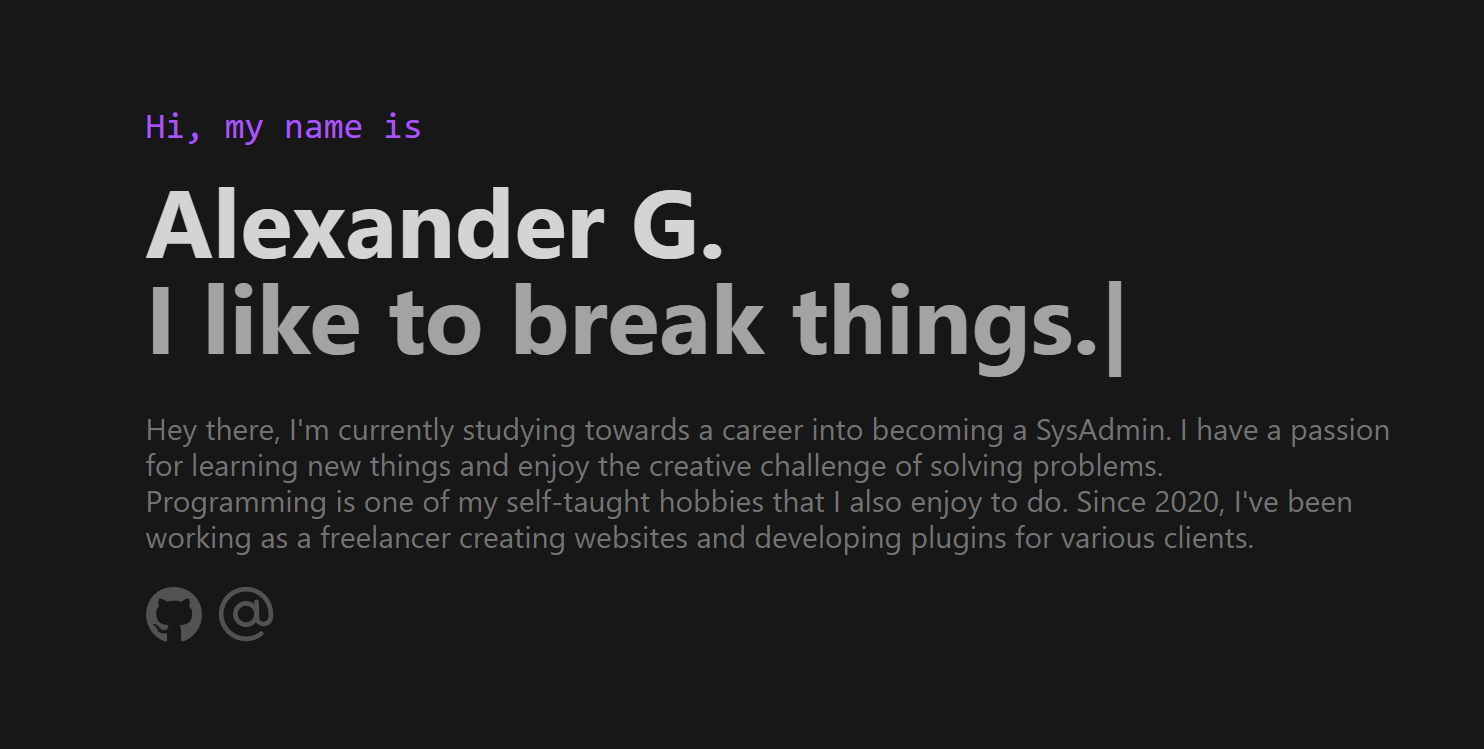 Hi, my name is
Alexander G.
I like to break things.|
Hey there, I'm currently studying towards a career into becoming a SysAdmin. I have a passion
for learning new things and enjoy the creative challenge of solving problems.
Programming is one of my self-taught hobbies that I also enjoy to do. Since 2020, I've been
working as a freelancer creating websites and developing plugins for various clients.